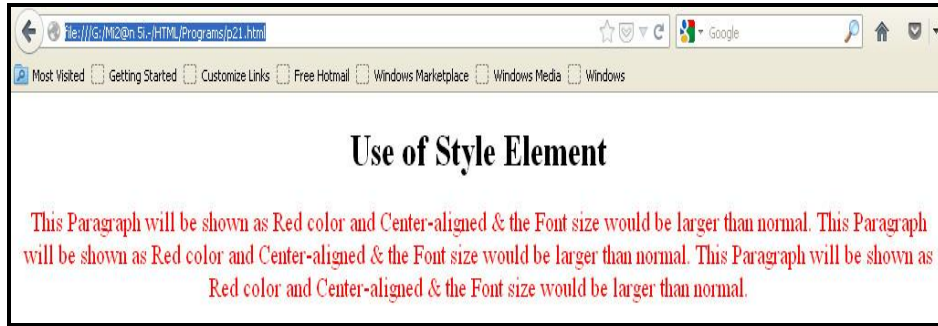 file:///G:/Mi2@n 5i.-/HTML/Programs/p21.html
Google
Most Visited Getting Started Customize Links Free Hotmail Windows Marketplace Windows Media Windows
Use of Style Element
This Paragraph will be shown as Red color and Center-aligned & the Font size would be larger than normal. This Paragraph
will be shown as Red color and Center-aligned & the Font size would be larger than normal. This Paragraph will be shown as
Red color and Center-aligned & the Font size would be larger than normal.